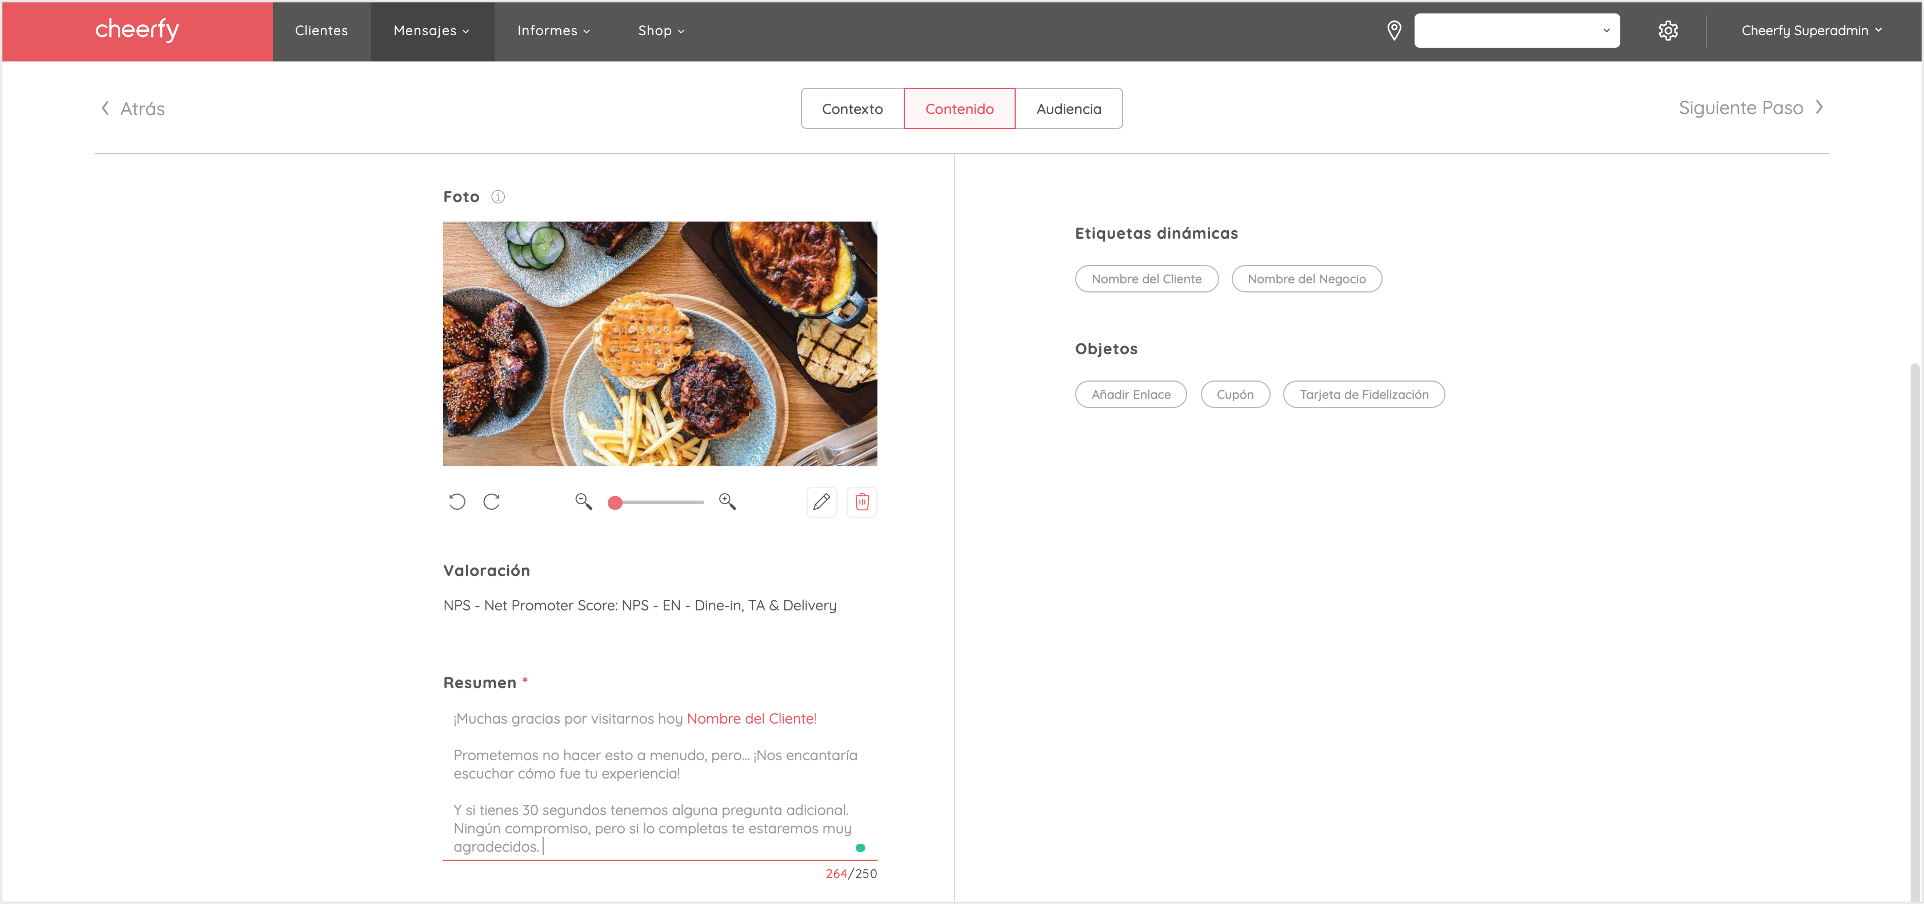 cheerfy
Clientes
Mensajes
Informes
Shop
Cheerfy Superadmin
Atrás
Contexto
Contenido
Audiencia
Siguiente Paso
Foto
Valoración
NPS - Net Promoter Score: NPS - EN - Dine-in, TA & Delivery
Resumen *
¡Muchas gracias por visitarnos hoy Nombre del Cliente!
Prometemos no hacer esto a menudo, pero... ¡Nos encantaría
escuchar cómo fue tu experiencia!
Y si tienes 30 segundos tenemos alguna pregunta adicional.
Ningún compromiso, pero si lo completas te estaremos muy
agradecidos.
264/250
Etiquetas dinámicas
Nombre del Cliente
Nombre del Negocio
Objetos
Añadir Enlace
Cupón
Tarjeta de Fidelización